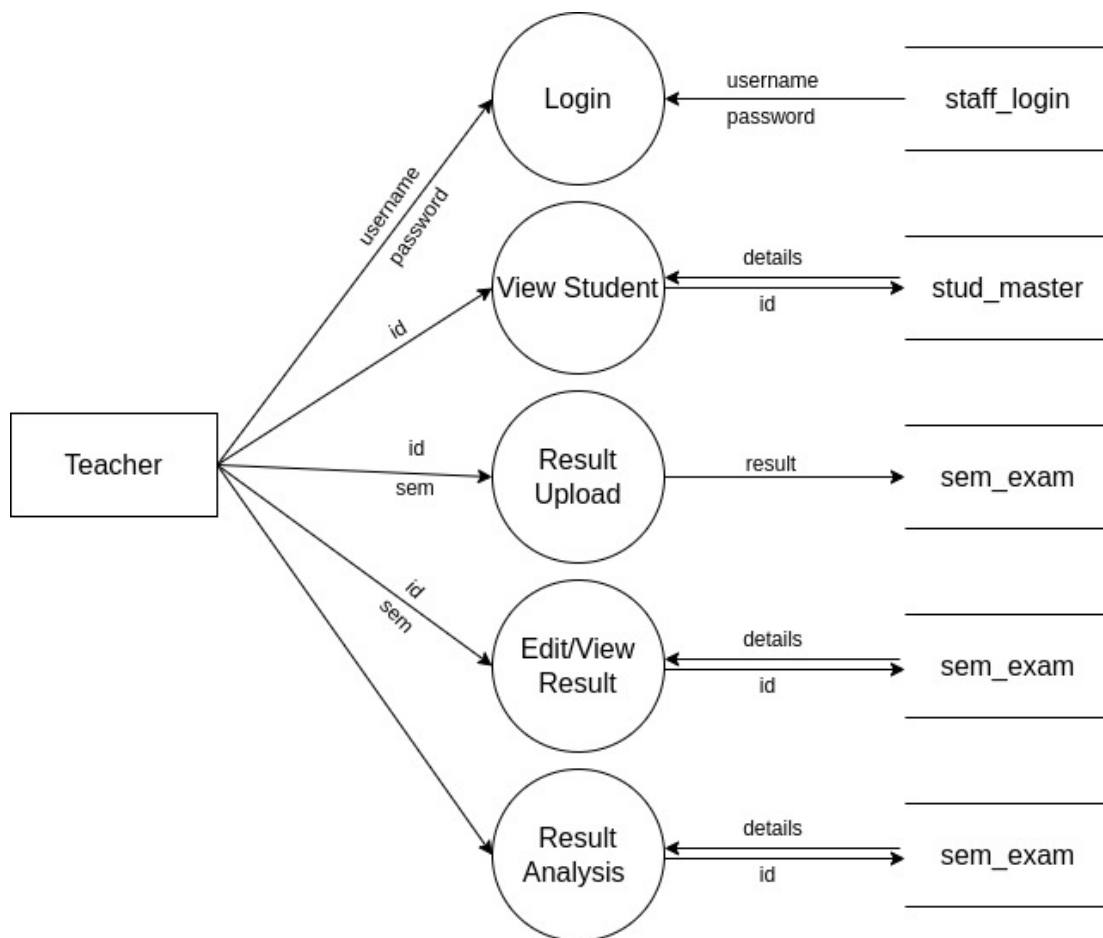 Login
username
password
staff_login
username
password
View Student
details
id
stud_master
id
Teacher
id
sem
Result
Upload
result
sem_exam
id
sem
Edit/View
Result
details
id
sem_exam
Result
Analysis
details
id
sem_exam